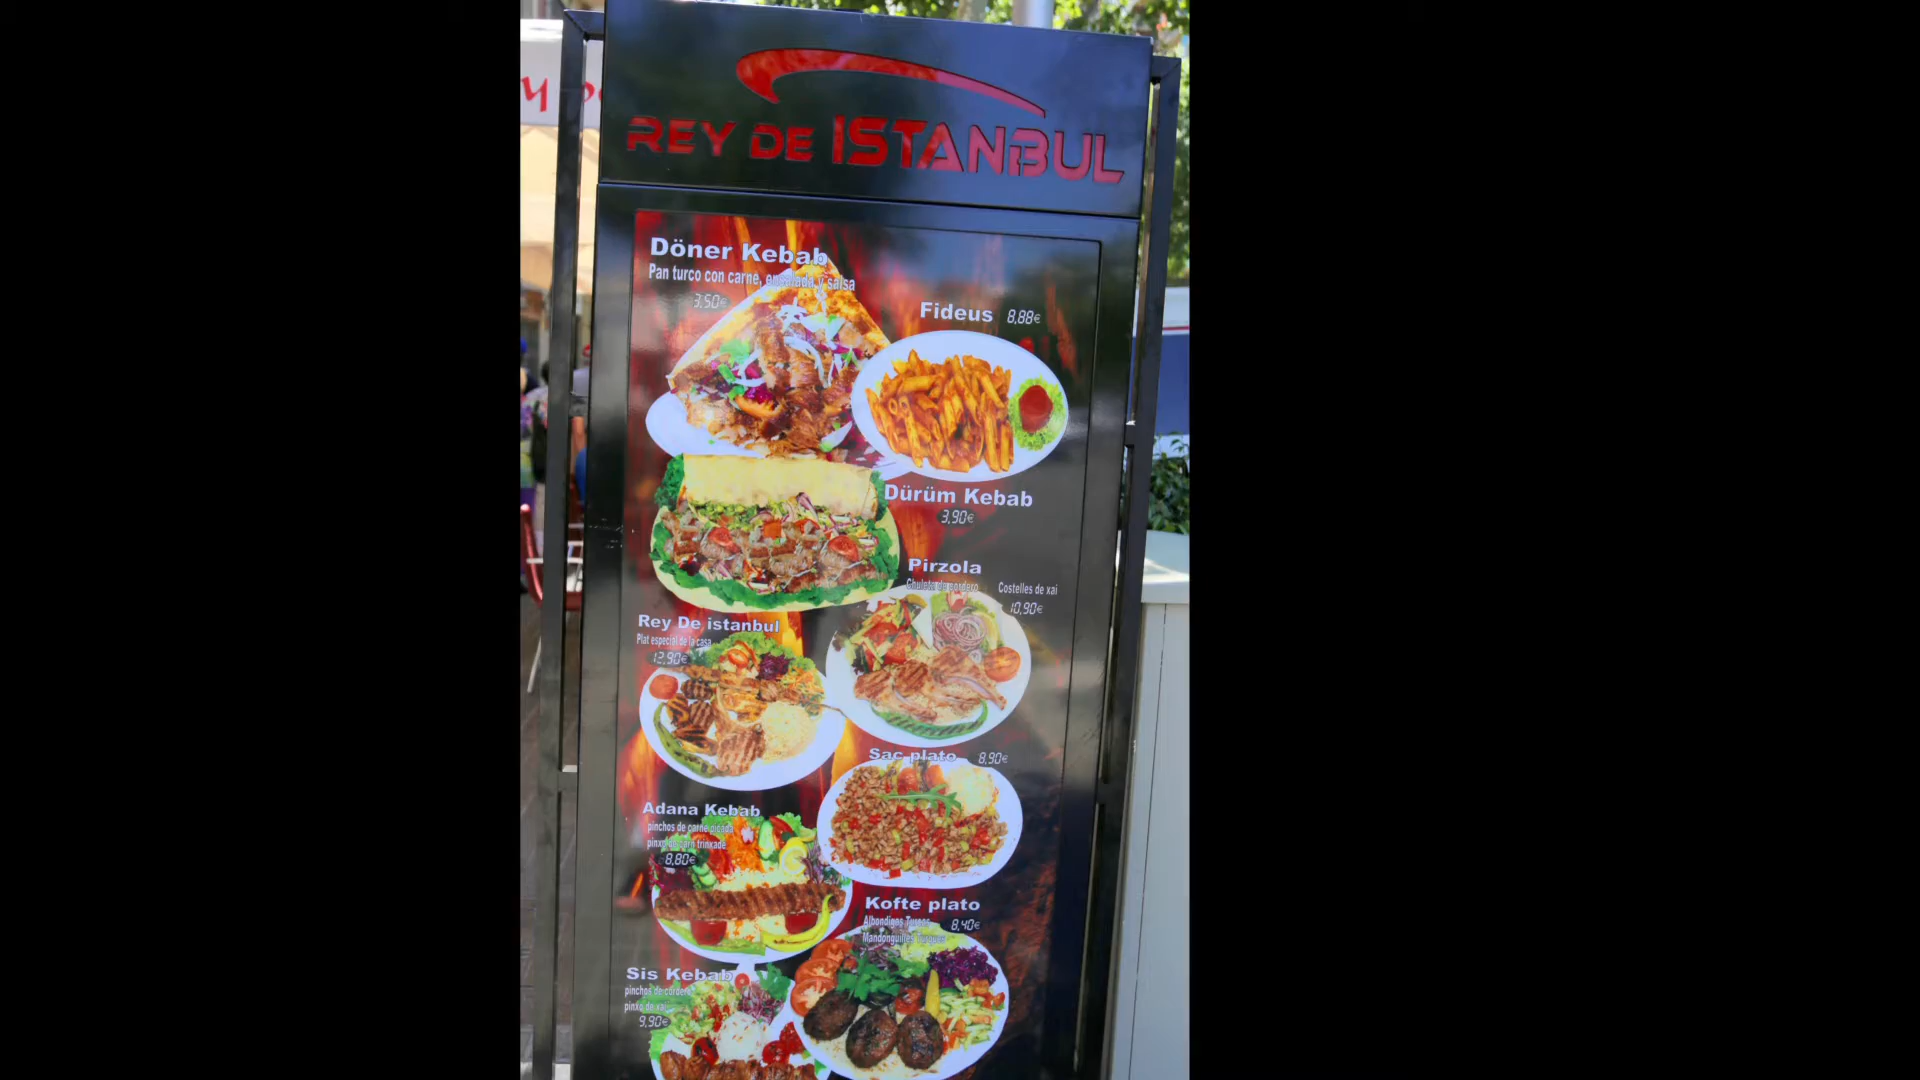 REY DE ISTANBUL
Döner Kebab
Pan turco con carne, ensalada y salsa
3,50€
Fideus 8,88€
Dürüm Kebab
3,90€
Pirzola
Chuleta de cordero Costelles de xai
10,90€
Rey De istanbul
Plat especial de la casa
12,90€
Sac plato 8,90€
Adana Kebab
pinchos de carne picada
pinxo de carn trinxade
8,80€
Kofte plato
Albondigas Turcas 8,40€
Mandonguilles Turques
Sis Kebab
pinchos de cordero
pinxo de xai
9,90€